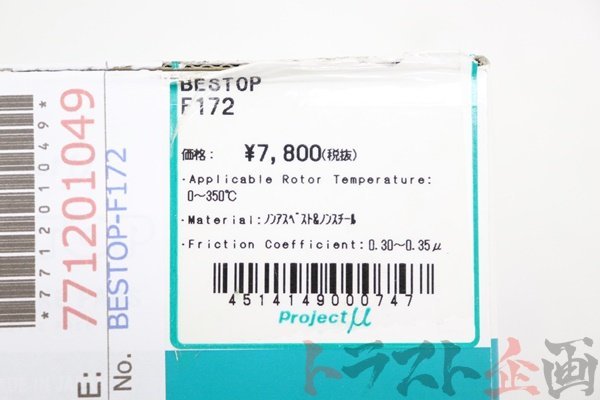 BESTOP
F172
価格： ¥7,800(税抜)
·Applicable Rotor Temperature:
0～350℃
·Material:ﾉﾝｱｽﾍﾞｽﾄ&ﾉﾝｽﾁｰﾙ
·Friction Coefficient:0.30～0.35μ
4514149000747
Project μ
*771201049*
771201049
BESTOP-F172
E:
No.
トラスト企画